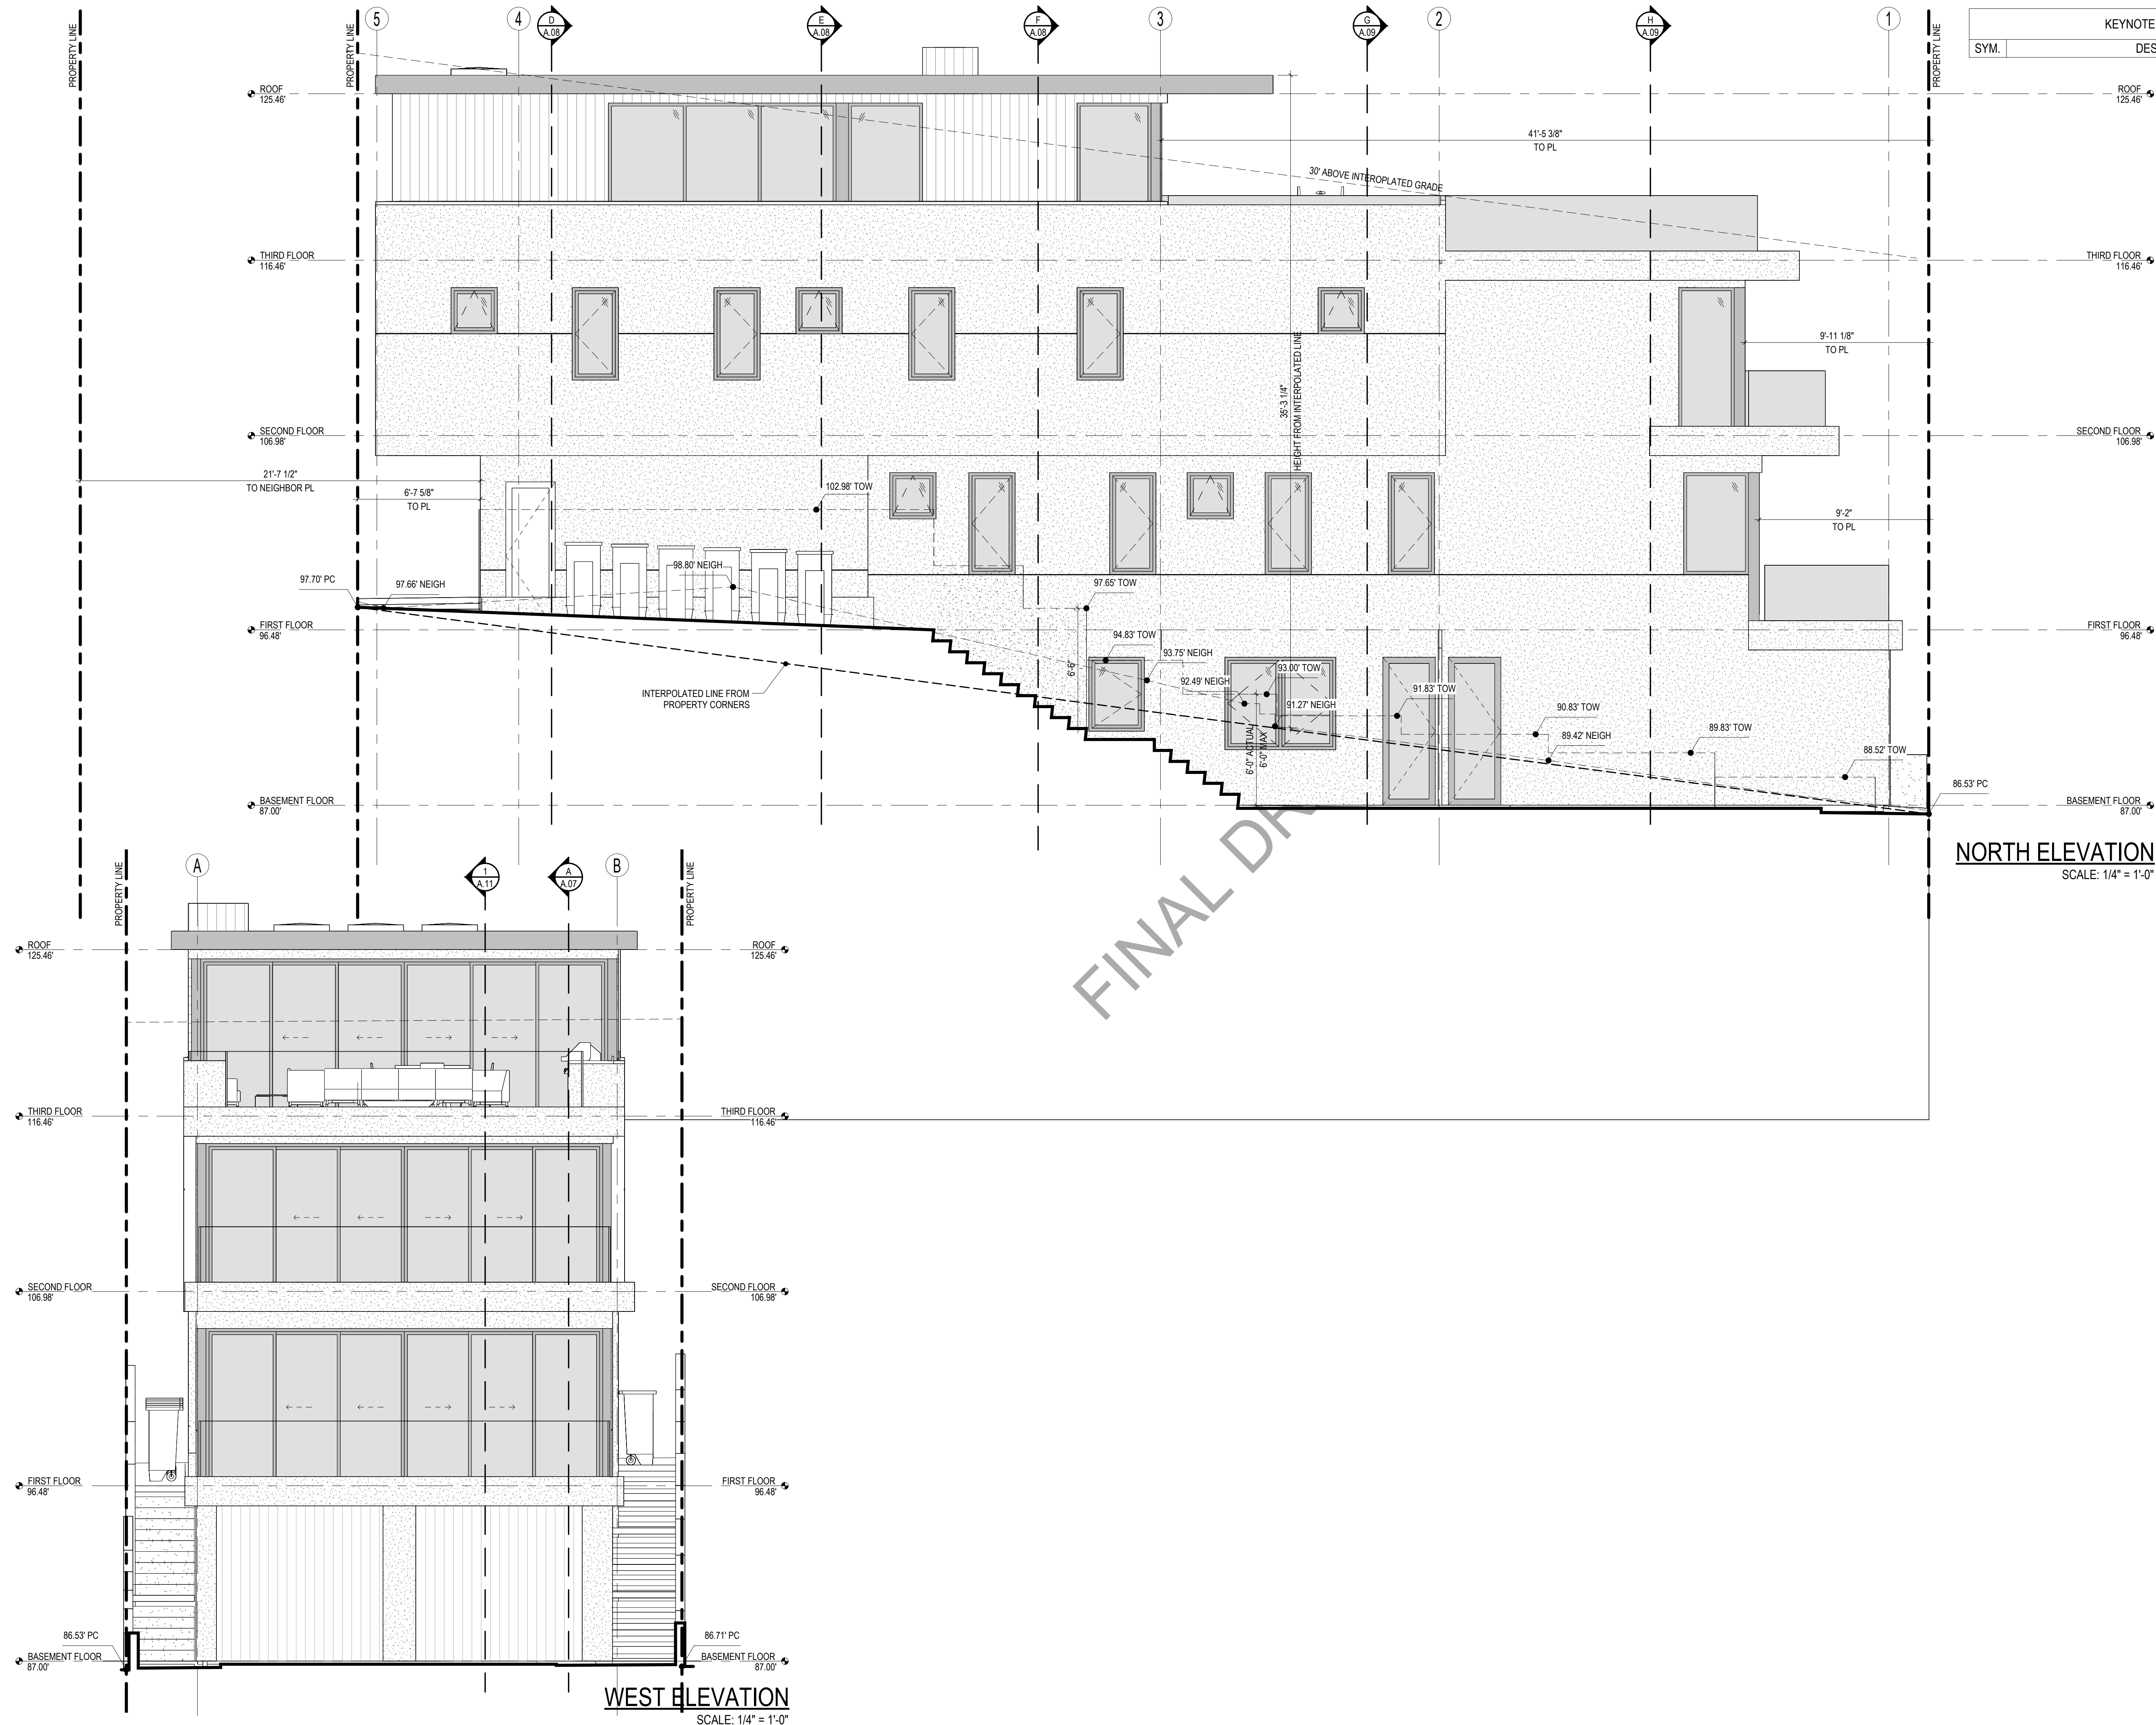 PROPERTY LINE
PROPERTY LINE
5
4
D
A.08
E
A.08
F
A.08
3
G
A.09
2
H
A.09
1
PROPERTY LINE
KEYNOTE
SYM.
DES
ROOF
125.46'
ROOF
125.46'
41'-5 3/8"
TO PL
30' ABOVE INTEROPLATED GRADE
THIRD FLOOR
116.46'
THIRD FLOOR
116.46'
9'-11 1/8"
TO PL
35'-3 1/4"
HEIGHT FROM INTERPOLATED LINE
SECOND FLOOR
106.98'
SECOND FLOOR
106.98'
21'-7 1/2"
TO NEIGHBOR PL
6'-7 5/8"
TO PL
102.98' TOW
9'-2"
TO PL
97.70' PC
97.66' NEIGH
98.80' NEIGH
97.65' TOW
FIRST FLOOR
96.48'
FIRST FLOOR
96.48'
94.83' TOW
93.75' NEIGH
6'-6"
93.00' TOW
92.49' NEIGH
91.83' TOW
91.27' NEIGH
90.83' TOW
89.83' TOW
89.42' NEIGH
88.52' TOW
INTERPOLATED LINE FROM
PROPERTY CORNERS
6'-0" ACTUAL
6'-0" MAX
86.53' PC
BASEMENT FLOOR
87.00'
BASEMENT FLOOR
87.00'
NORTH ELEVATION
SCALE: 1/4" = 1'-0"
FINAL DR
PROPERTY LINE
A
1
A.11
A
A.07
B
PROPERTY LINE
ROOF
125.46'
ROOF
125.46'
THIRD FLOOR
116.46'
THIRD FLOOR
116.46'
SECOND FLOOR
106.98'
SECOND FLOOR
106.98'
FIRST FLOOR
96.48'
FIRST FLOOR
96.48'
86.53' PC
86.71' PC
BASEMENT FLOOR
87.00'
BASEMENT FLOOR
87.00'
WEST ELEVATION
SCALE: 1/4" = 1'-0"